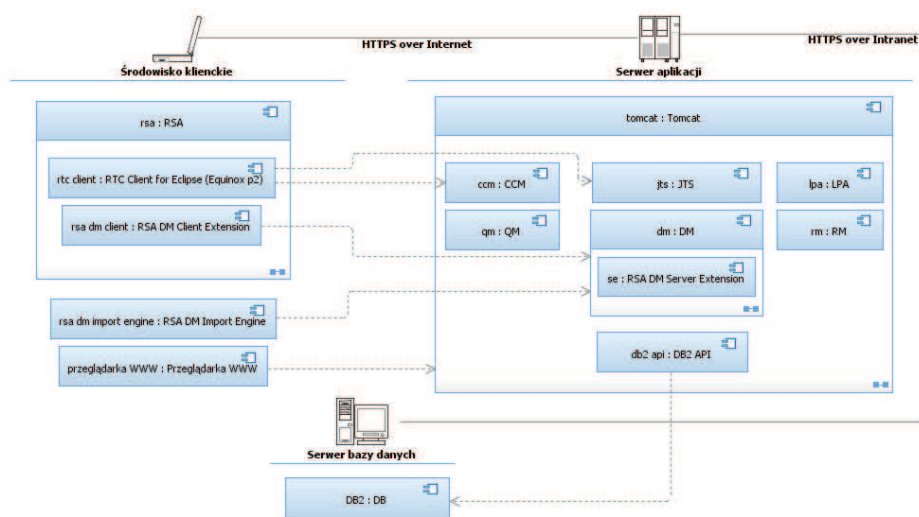 HTTPS over Internet
HTTPS over Intranet
Środowisko klienckie
Serwer aplikacji
rsa : RSA
tomcat : Tomcat
rtc client : RTC Client for Eclipse (Equinox p2)
ccm : CCM
jts : JTS
lpa : LPA
rsa dm client : RSA DM Client Extension
qm : QM
dm : DM
rm : RM
se : RSA DM Server Extension
rsa dm import engine : RSA DM Import Engine
db2 api : DB2 API
przeglądarka WWW : Przeglądarka WWW
Serwer bazy danych
DB2 : DB